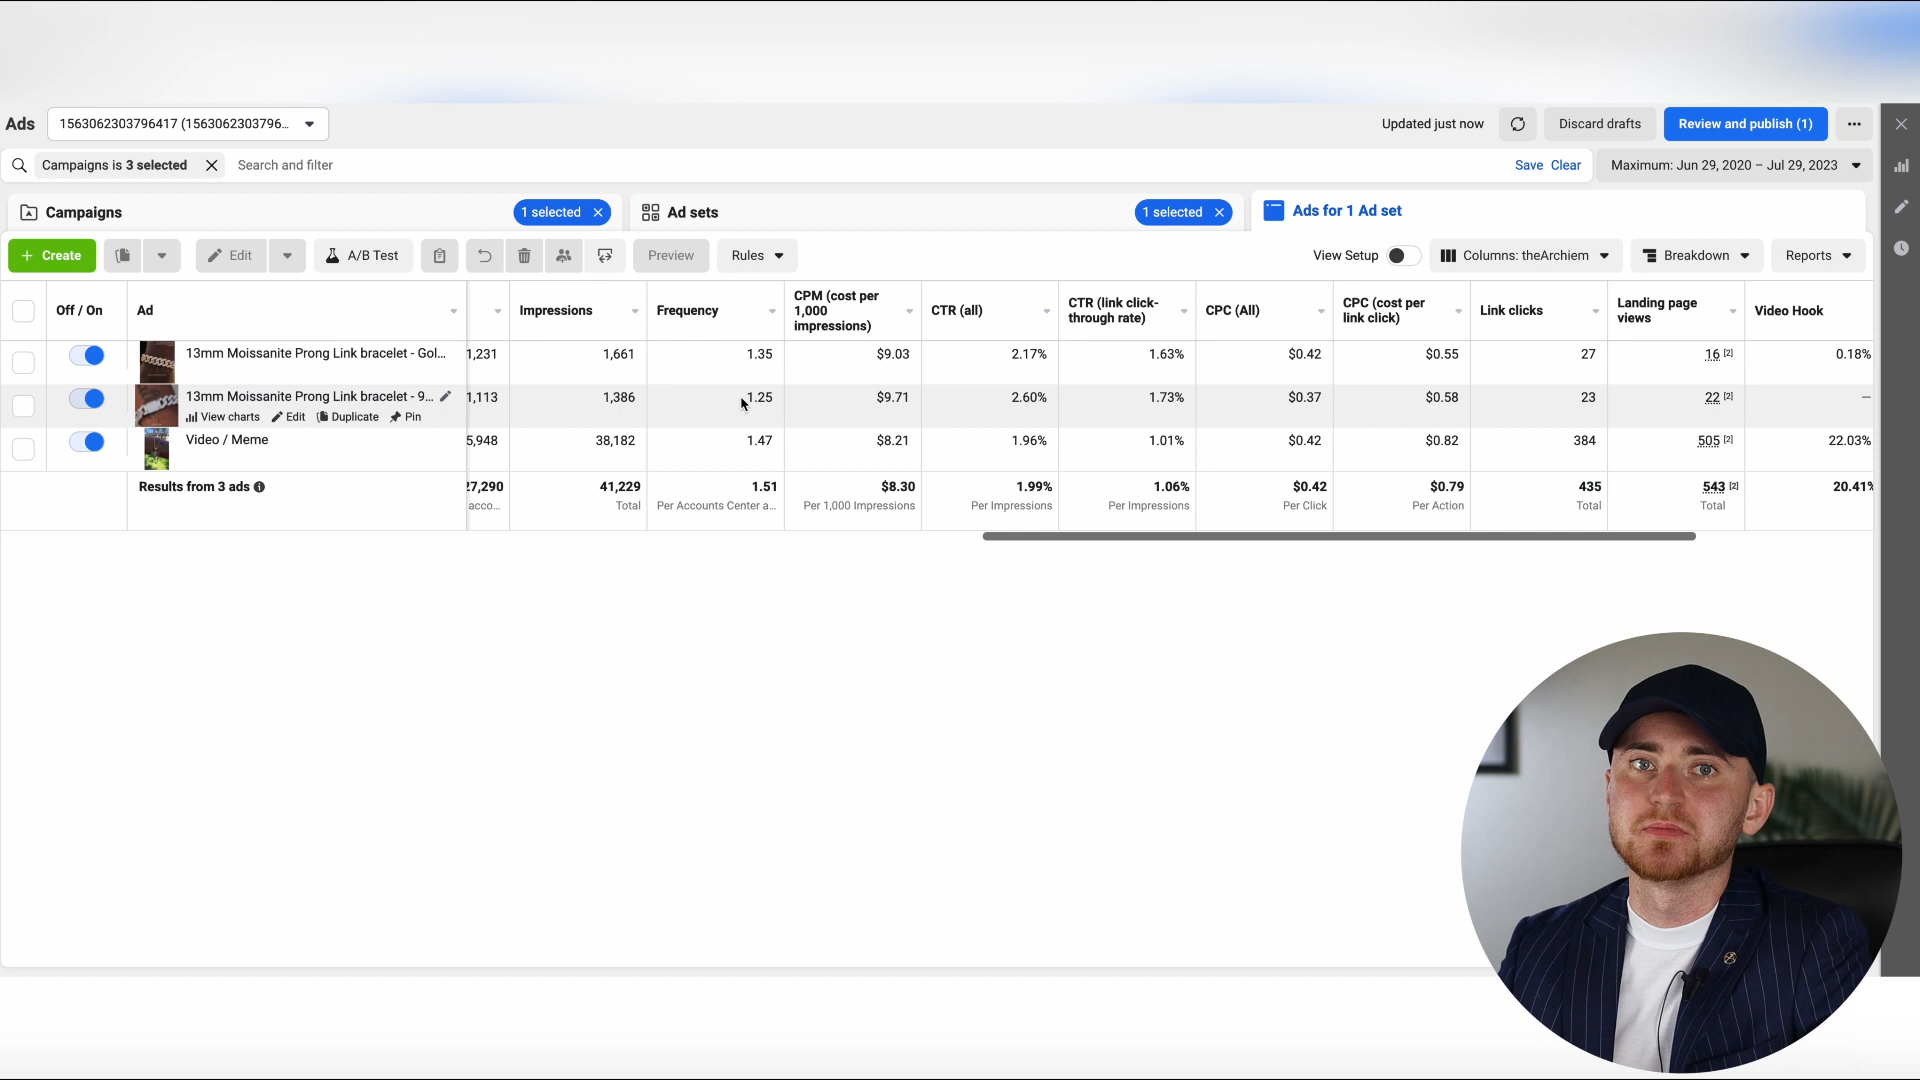 Ads
1563062303796417 (1563062303796...
Updated just now
Discard drafts
Review and publish (1)
Campaigns is 3 selected
Search and filter
Save Clear
Maximum: Jun 29, 2020 – Jul 29, 2023
Campaigns
1 selected
Ad sets
1 selected
Ads for 1 Ad set
+ Create
Edit
A/B Test
Preview
Rules
View Setup
Columns: theArchiem
Breakdown
Reports
Off / On
Ad
Impressions
Frequency
CPM (cost per
1,000
impressions)
CTR (all)
CTR (link click-
through rate)
CPC (All)
CPC (cost per
link click)
Link clicks
Landing page
views
Video Hook
13mm Moissanite Prong Link bracelet - Gol... 1,231 1,661 1.35 $9.03 2.17% 1.63% $0.42 $0.55 27 16 [2] 0.18%
13mm Moissanite Prong Link bracelet - 9... 1,113 1,386 1.25 $9.71 2.60% 1.73% $0.37 $0.58 23 22 [2] —
View charts Edit Duplicate Pin
Video / Meme 5,948 38,182 1.47 $8.21 1.96% 1.01% $0.42 $0.82 384 505 [2] 22.03%
Results from 3 ads 27,290 41,229 1.51 $8.30 1.99% 1.06% $0.42 $0.79 435 543 [2] 20.41%
acco... Total Per Accounts Center a... Per 1,000 Impressions Per Impressions Per Impressions Per Click Per Action Total Total